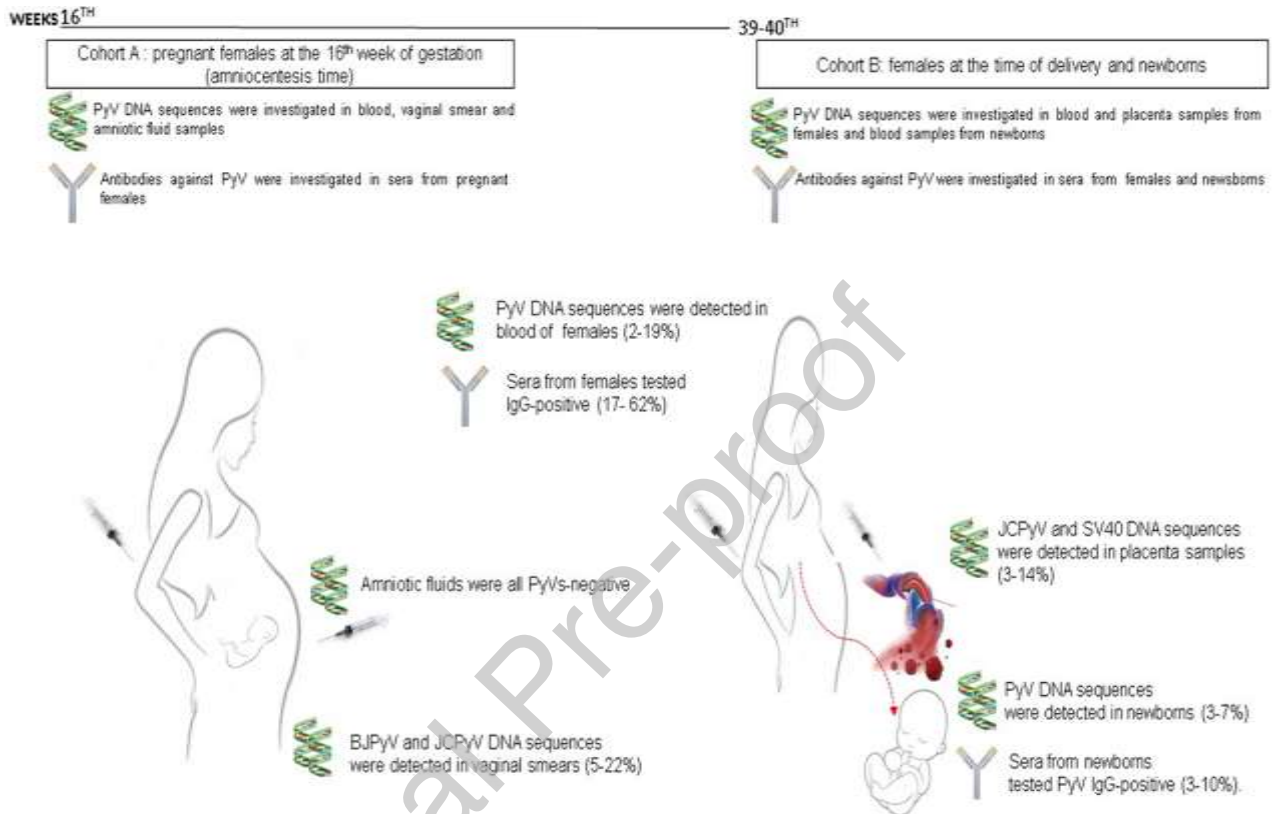 WEEKS 16TH
39-40TH
Cohort A : pregnant females at the 16th week of gestation
(amniocentesis time)
PyV DNA sequences were investigated in blood, vaginal smear and
amniotic fluid samples
Antibodies against PyV were investigated in sera from pregnant
females
Cohort B: females at the time of delivery and newborns
PyV DNA sequences were investigated in blood and placenta samples from
females and blood samples from newborns
Antibodies against PyV were investigated in sera from females and newsborns
PyV DNA sequences were detected in
blood of females (2-19%)
Sera from females tested
IgG-positive (17- 62%)
Amniotic fluids were all PyVs-negative
BJPyV and JCPyV DNA sequences
were detected in vaginal smears (5-22%)
JCPyV and SV40 DNA sequences
were detected in placenta samples
(3-14%)
PyV DNA sequences
were detected in newborns (3-7%)
Sera from newborns
tested PyV IgG-positive (3-10%).
al Pre-proof